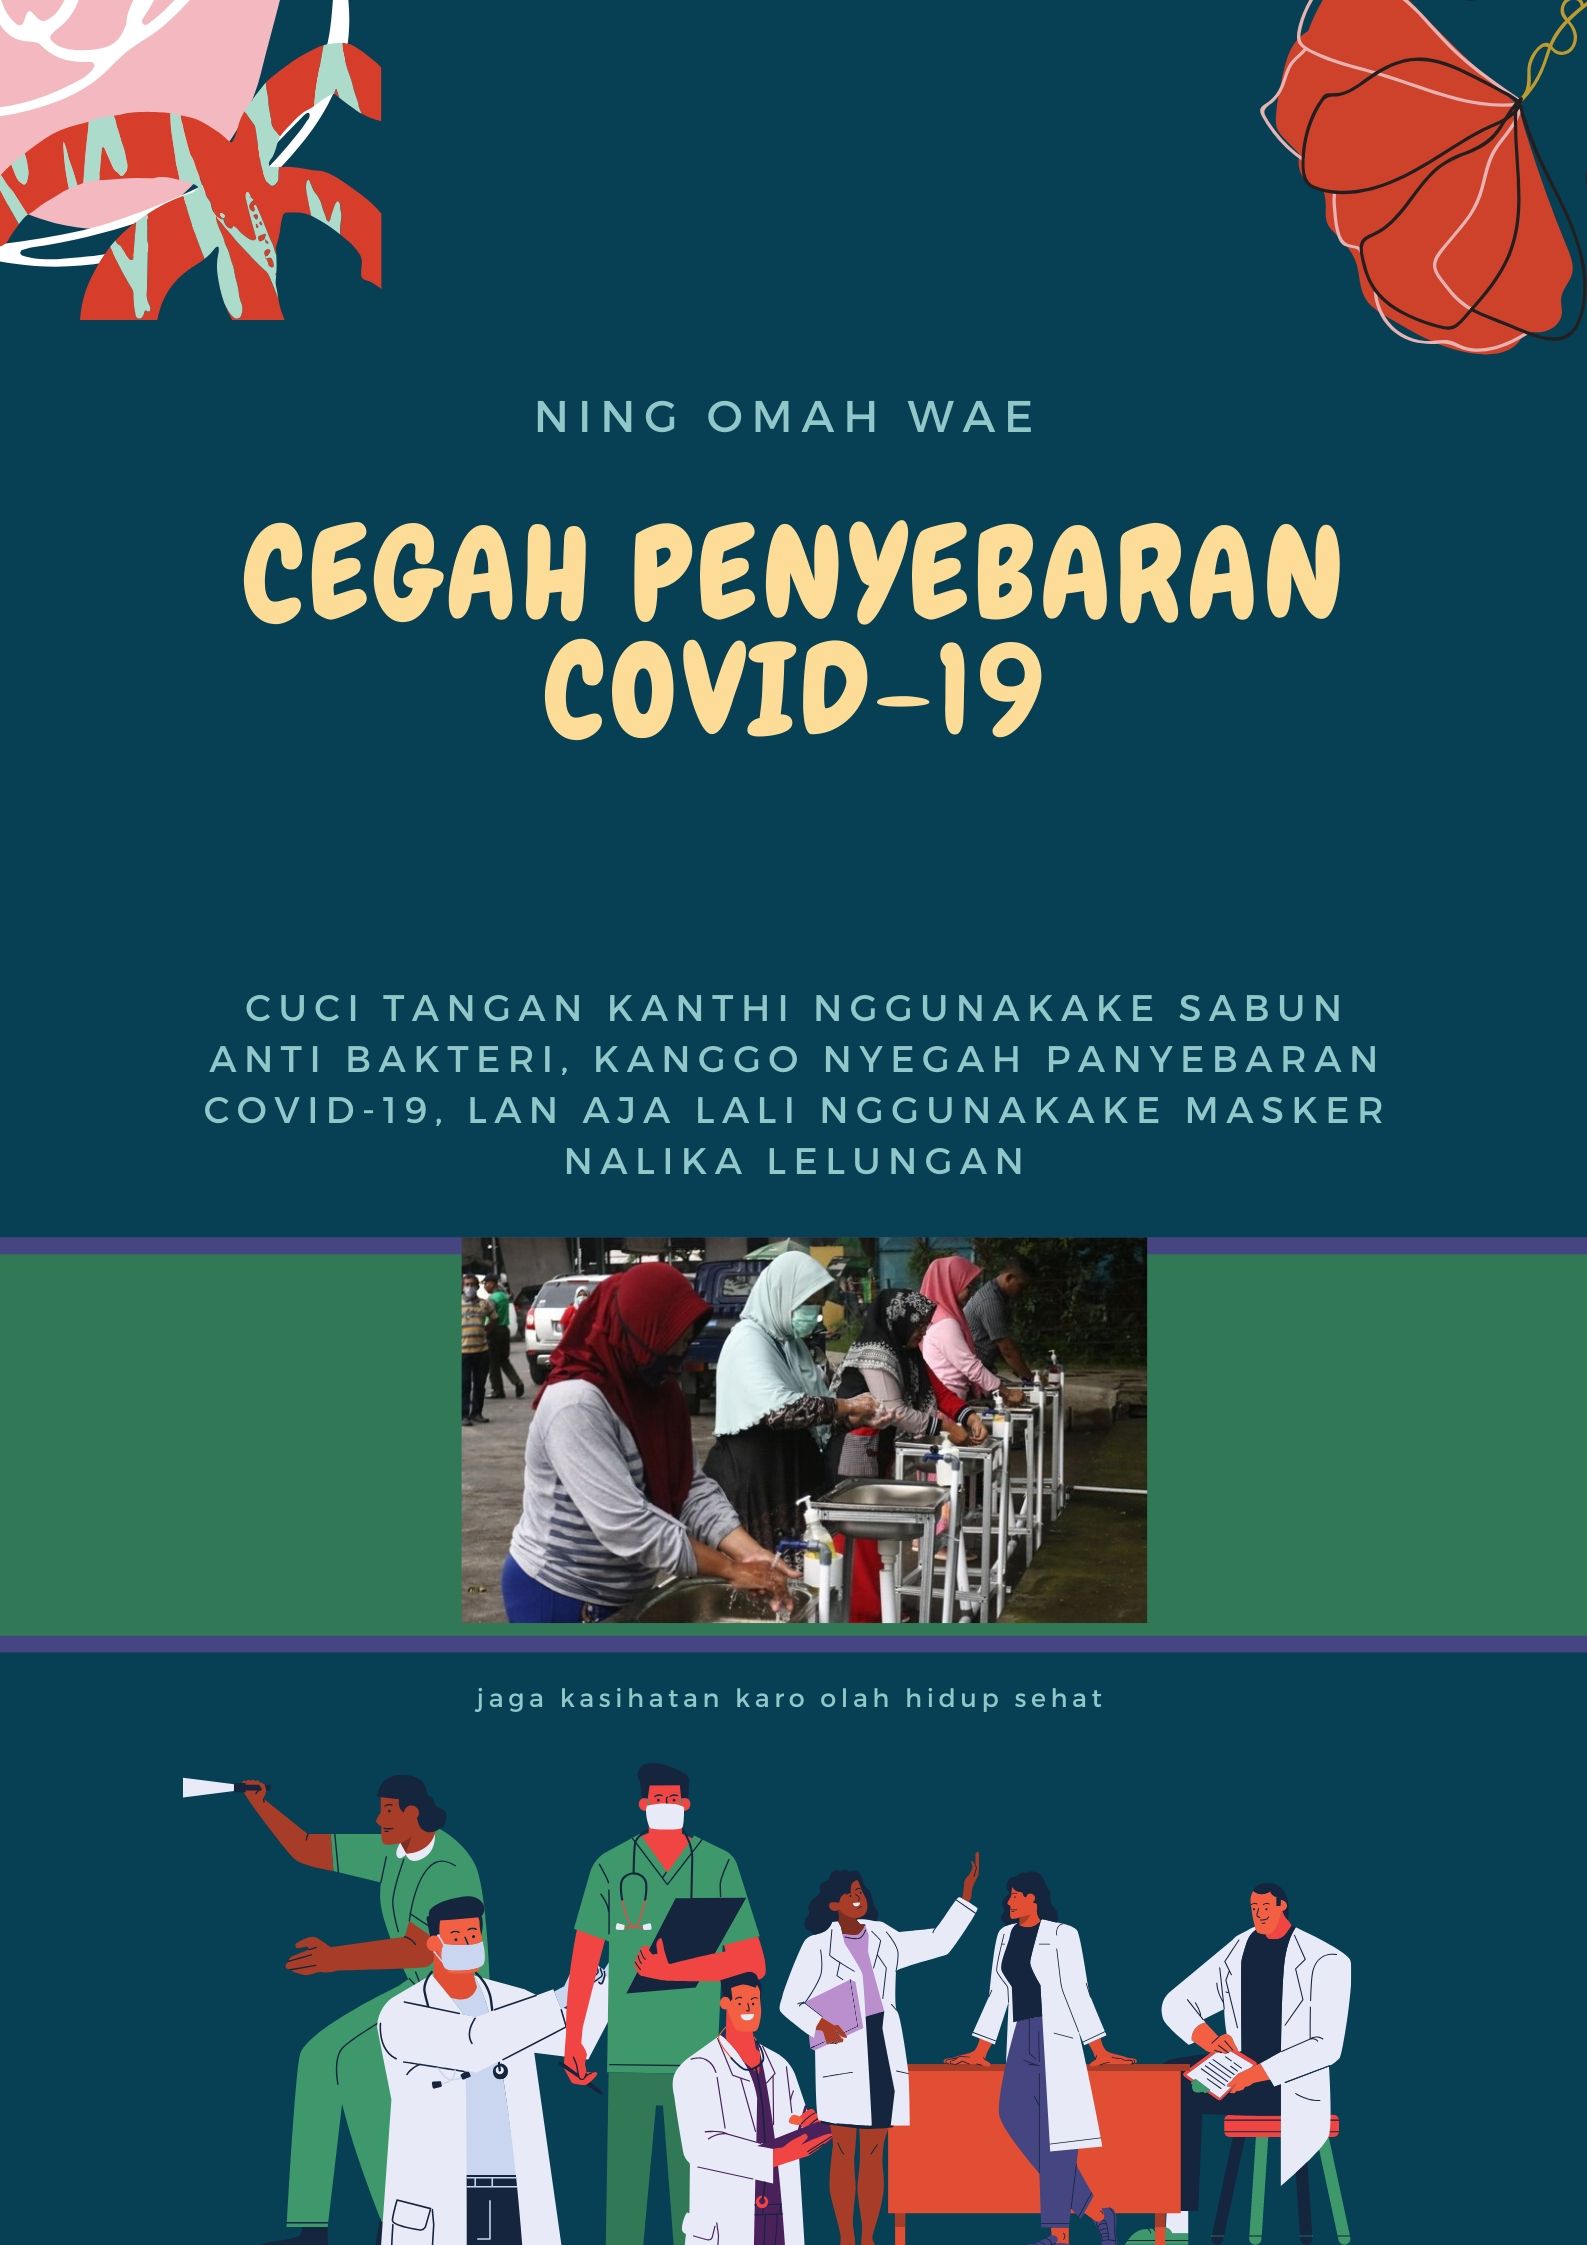 NING OMAH WAE
CEGAH PENYEBARAN
COVID-19
CUCI TANGAN KANTHI NGGUNAKAKE SABUN
ANTI BAKTERI, KANGGO NYEGAH PANYEBARAN
COVID-19, LAN AJA LALI NGGUNAKAKE MASKER
NALIKA LELUNGAN
jaga kasihatan karo olah hidup sehat